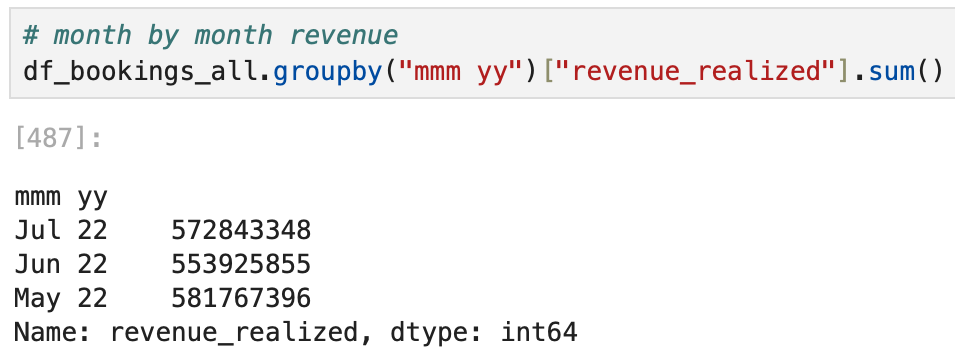 # month by month revenue
df_bookings_all.groupby("mmm yy")["revenue_realized"].sum()
[487]:
mmm yy
Jul 22    572843348
Jun 22    553925855
May 22    581767396
Name: revenue_realized, dtype: int64